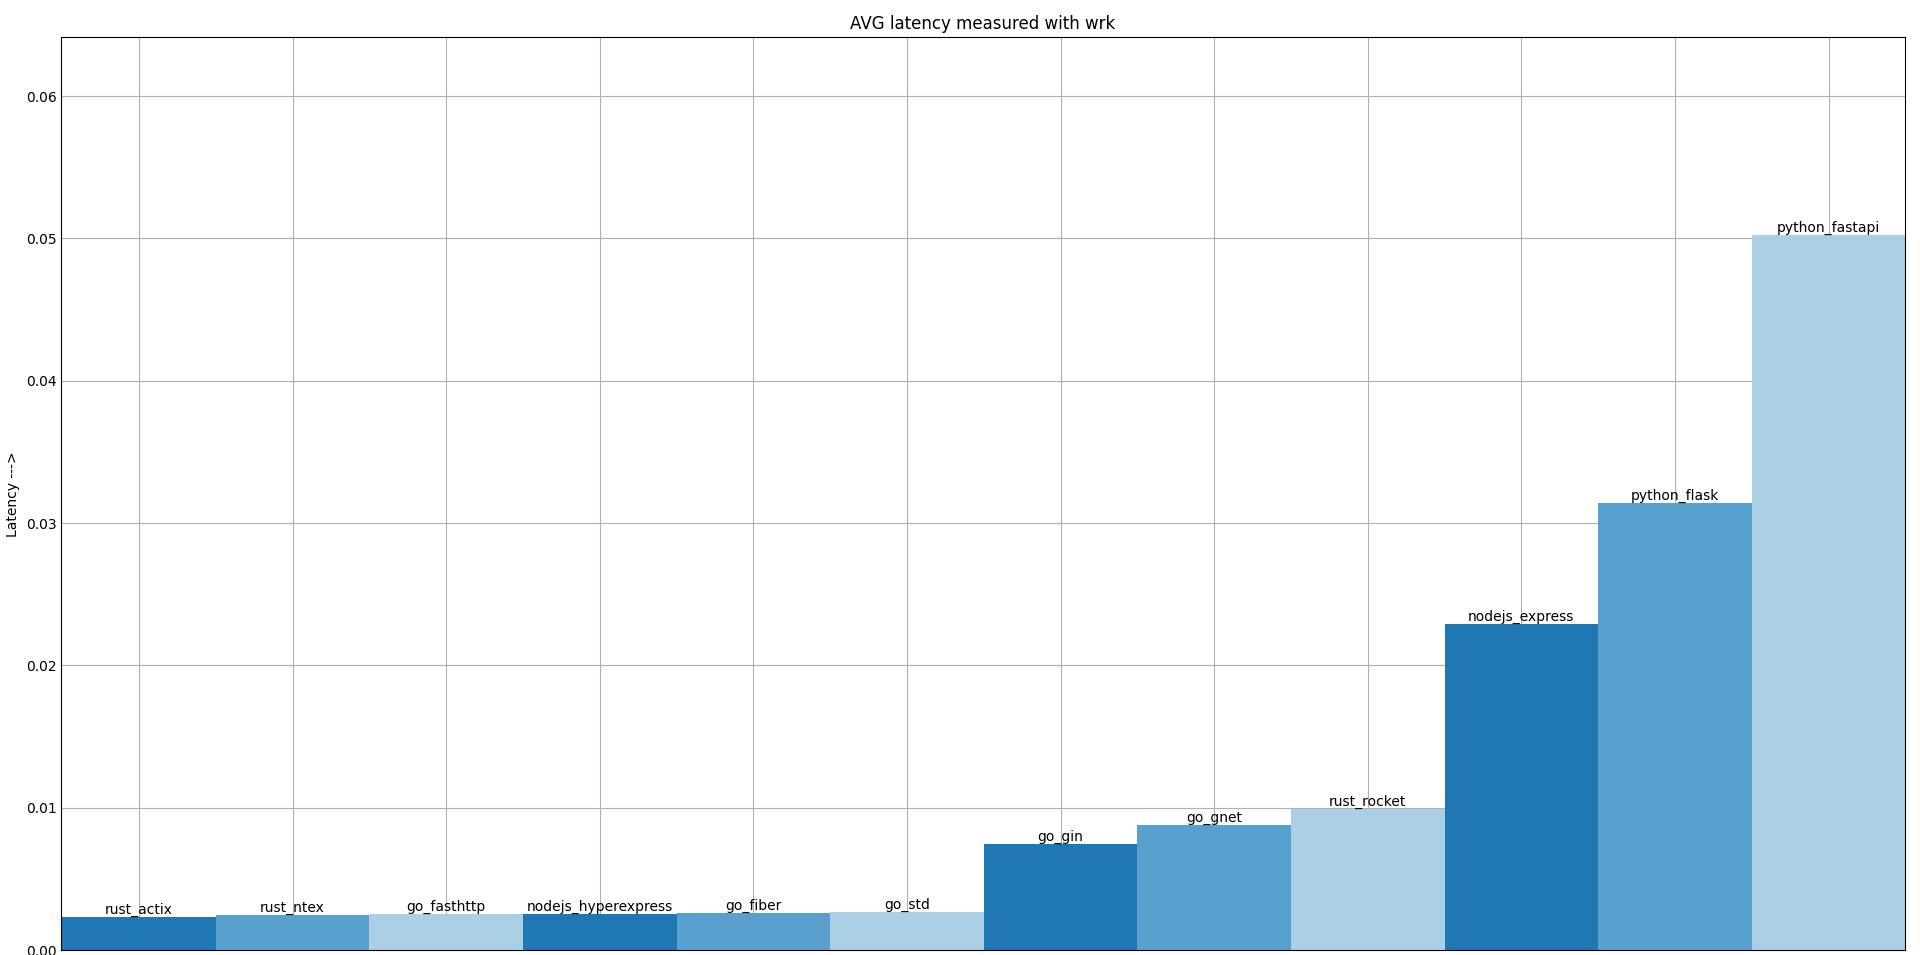 AVG latency measured with wrk
0.06
0.05
0.04
0.03
0.02
0.01
0.00
Latency --->
rust_actix
rust_ntex
go_fasthttp
nodejs_hyperexpress
go_fiber
go_std
go_gin
go_gnet
rust_rocket
nodejs_express
python_flask
python_fastapi